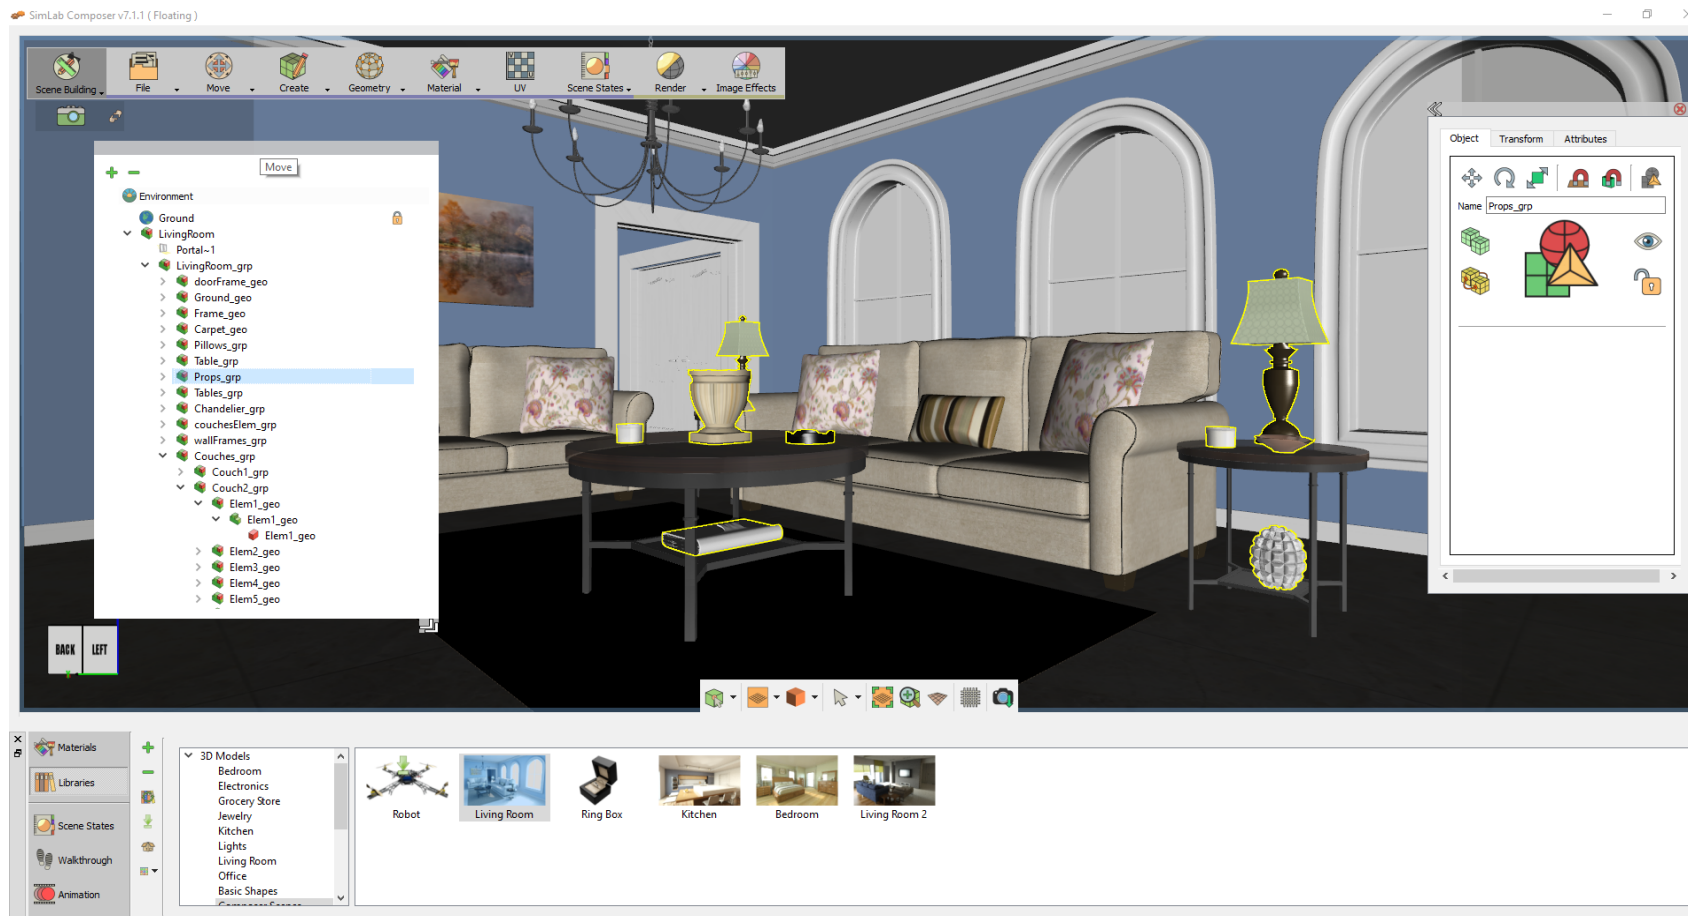 SimLab Composer v7.1.1 ( Floating )
Scene Building
File
Move
Create
Geometry
Material
UV
Scene States
Render
Image Effects
Move
Environment
Ground
LivingRoom
Portal~1
LivingRoom_grp
doorFrame_geo
Ground_geo
Frame_geo
Carpet_geo
Pillows_grp
Table_grp
Props_grp
Tables_grp
Chandelier_grp
couchesElem_grp
wallFrames_grp
Couches_grp
Couch1_grp
Couch2_grp
Elem1_geo
Elem1_geo
Elem1_geo
Elem2_geo
Elem3_geo
Elem4_geo
Elem5_geo
Object
Transform
Attributes
Name
Props_grp
BACK
LEFT
Materials
Libraries
Scene States
Walkthrough
Animation
3D Models
Bedroom
Electronics
Grocery Store
Jewelry
Kitchen
Lights
Living Room
Office
Basic Shapes
Composer Scenes
Robot
Living Room
Ring Box
Kitchen
Bedroom
Living Room 2